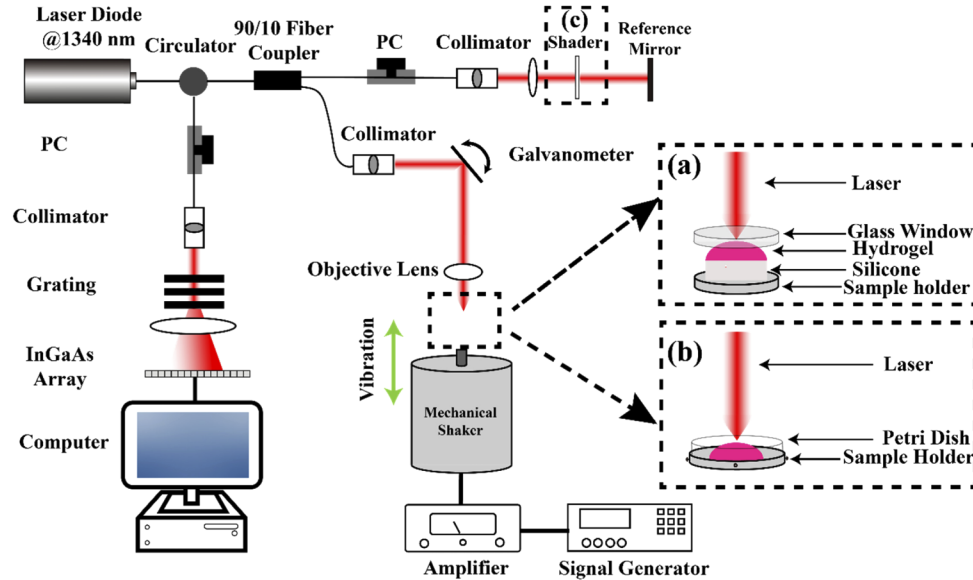 Laser Diode
@1340 nm
Circulator
90/10 Fiber
Coupler
PC
Collimator
(c)
Shader
Reference
Mirror
PC
Collimator
Galvanometer
Collimator
Grating
InGaAs
Array
Computer
Objective Lens
Vibration
Mechanical
Shaker
Amplifier
Signal Generator
(a)
Laser
Glass Window
Hydrogel
Silicone
Sample holder
(b)
Laser
Petri Dish
Sample Holder